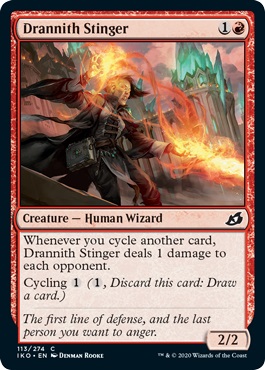 Drannith Stinger 1
Creature — Human Wizard
Whenever you cycle another card,
Drannith Stinger deals 1 damage to
each opponent.
Cycling 1 (1, Discard this card: Draw
a card.)
The first line of defense, and the last
person you want to anger.
2/2
113/274 C
IKO • EN DENMAN ROOKE
™ & © 2020 Wizards of the Coast